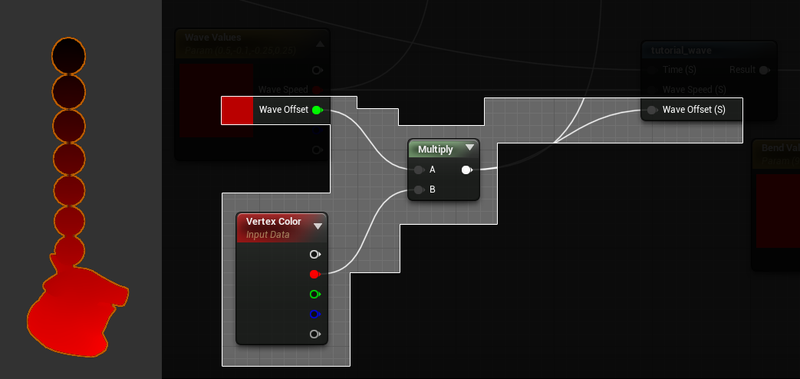 Wave Values
Wave Speed
Wave Offset
Vertex Color
Input Data
Multiply
A
B
tutorial_wave
Time (S)
Result
Wave Speed (S)
Wave Offset (S)